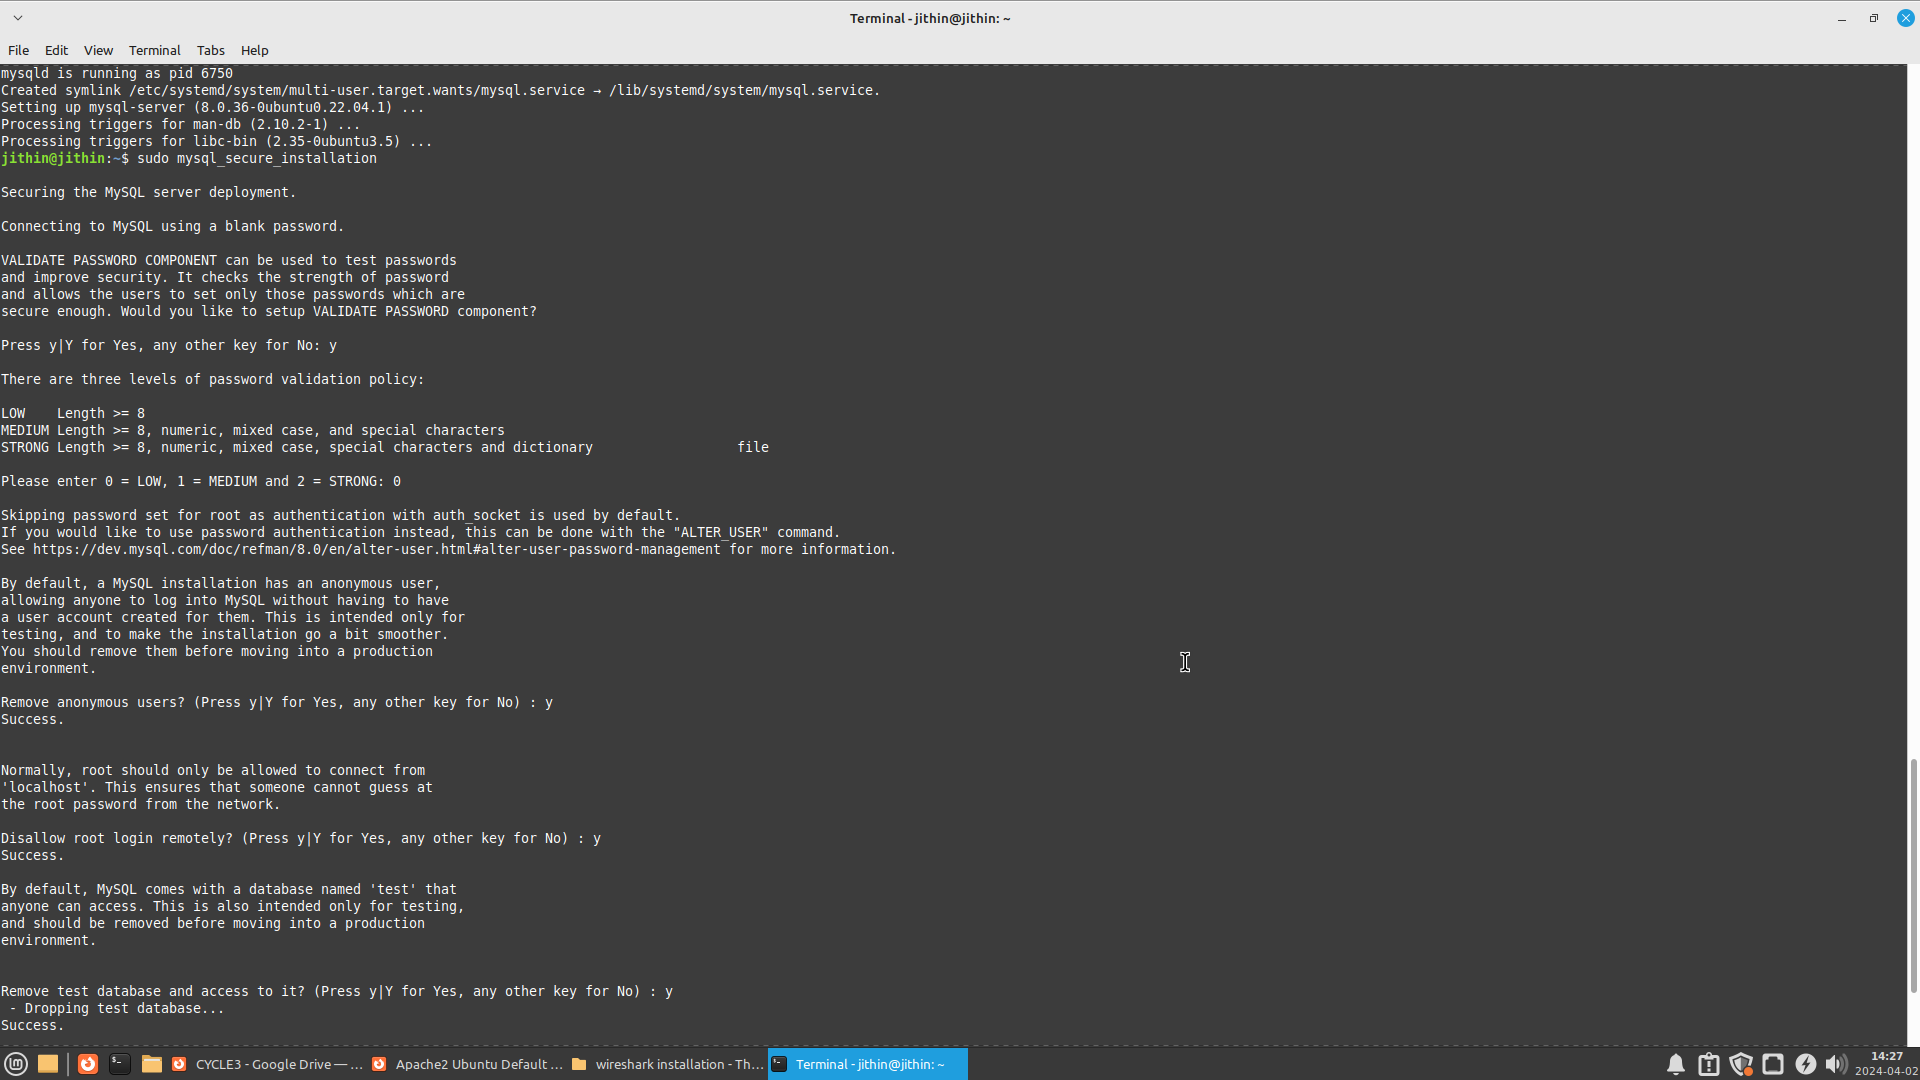 Terminal - jithin@jithin: ~
File Edit View Terminal Tabs Help
mysqld is running as pid 6750
Created symlink /etc/systemd/system/multi-user.target.wants/mysql.service → /lib/systemd/system/mysql.service.
Setting up mysql-server (8.0.36-0ubuntu0.22.04.1) ...
Processing triggers for man-db (2.10.2-1) ...
Processing triggers for libc-bin (2.35-0ubuntu3.5) ...
jithin@jithin:~$ sudo mysql_secure_installation
Securing the MySQL server deployment.
Connecting to MySQL using a blank password.
VALIDATE PASSWORD COMPONENT can be used to test passwords
and improve security. It checks the strength of password
and allows the users to set only those passwords which are
secure enough. Would you like to setup VALIDATE PASSWORD component?
Press y|Y for Yes, any other key for No: y
There are three levels of password validation policy:
LOW    Length >= 8
MEDIUM Length >= 8, numeric, mixed case, and special characters
STRONG Length >= 8, numeric, mixed case, special characters and dictionary                  file
Please enter 0 = LOW, 1 = MEDIUM and 2 = STRONG: 0
Skipping password set for root as authentication with auth_socket is used by default.
If you would like to use password authentication instead, this can be done with the "ALTER_USER" command.
See https://dev.mysql.com/doc/refman/8.0/en/alter-user.html#alter-user-password-management for more information.
By default, a MySQL installation has an anonymous user,
allowing anyone to log into MySQL without having to have
a user account created for them. This is intended only for
testing, and to make the installation go a bit smoother.
You should remove them before moving into a production
environment.
Remove anonymous users? (Press y|Y for Yes, any other key for No) : y
Success.
Normally, root should only be allowed to connect from
'localhost'. This ensures that someone cannot guess at
the root password from the network.
Disallow root login remotely? (Press y|Y for Yes, any other key for No) : y
Success.
By default, MySQL comes with a database named 'test' that
anyone can access. This is also intended only for testing,
and should be removed before moving into a production
environment.
Remove test database and access to it? (Press y|Y for Yes, any other key for No) : y
 - Dropping test database...
Success.
CYCLE3 - Google Drive — ... Apache2 Ubuntu Default ... wireshark installation - Th... Terminal - jithin@jithin: ~
14:27
2024-04-02